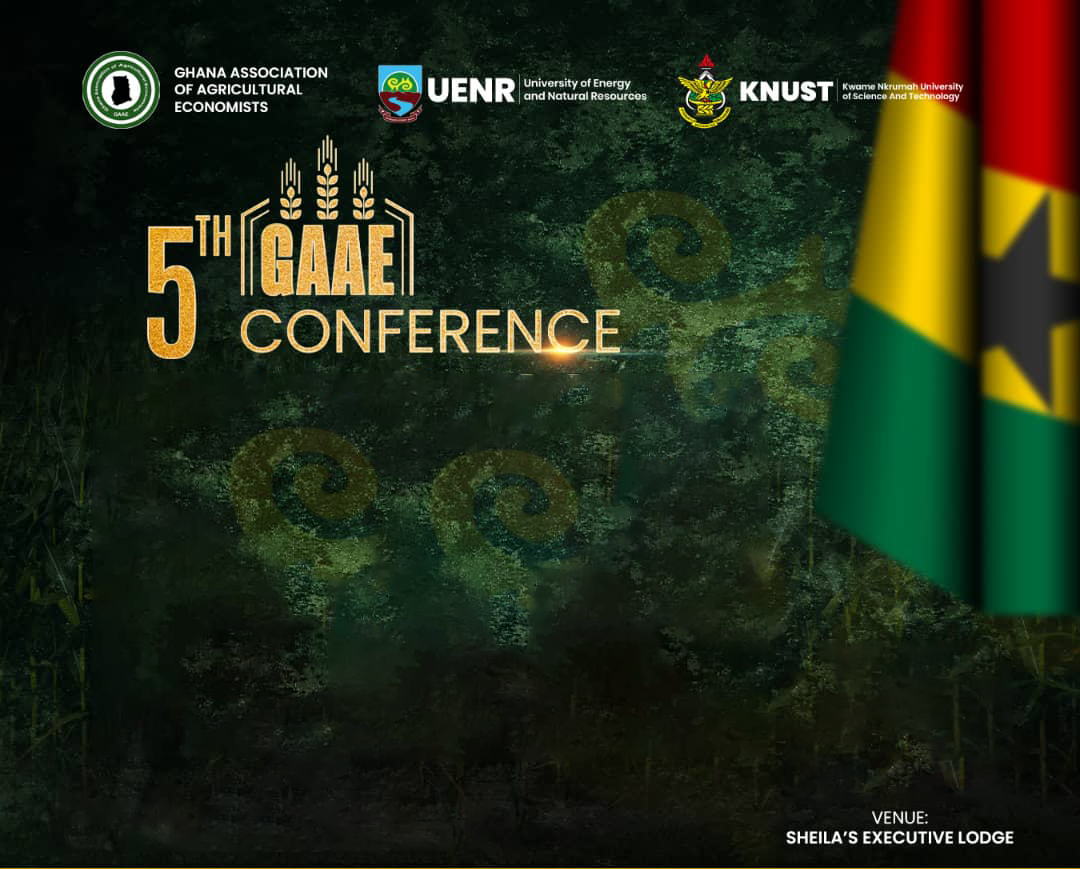 GHANA ASSOCIATION
OF AGRICULTURAL
ECONOMISTS
GAAE
UENR
University of Energy
and Natural Resources
KNUST
Kwame Nkrumah University
of Science And Technology
5TH GAAE
CONFERENCE
VENUE:
SHEILA'S EXECUTIVE LODGE